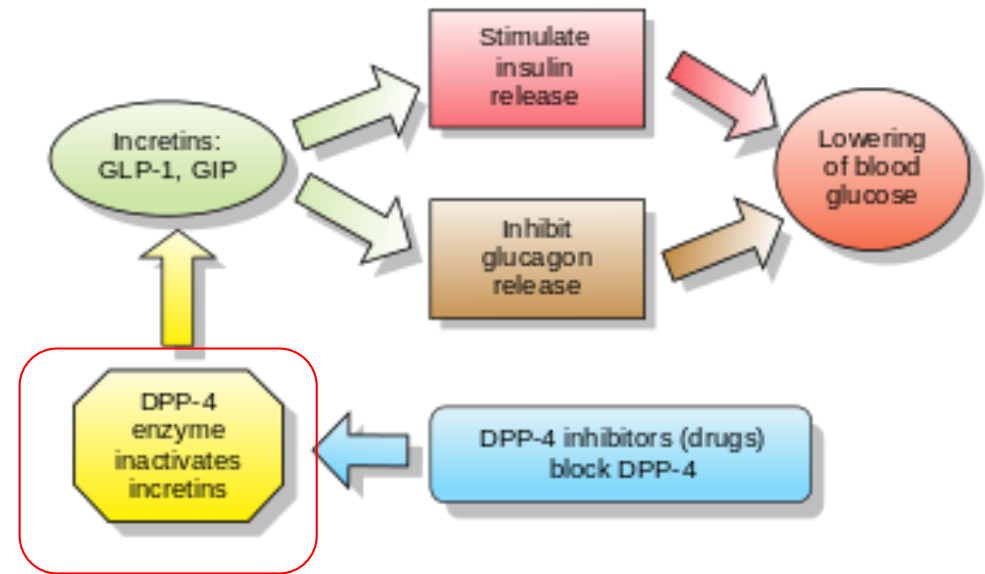 Stimulate
insulin
release
Incretins:
GLP-1, GIP
Lowering
of blood
glucose
Inhibit
glucagon
release
DPP-4
enzyme
inactivates
incretins
DPP-4 inhibitors (drugs)
block DPP-4